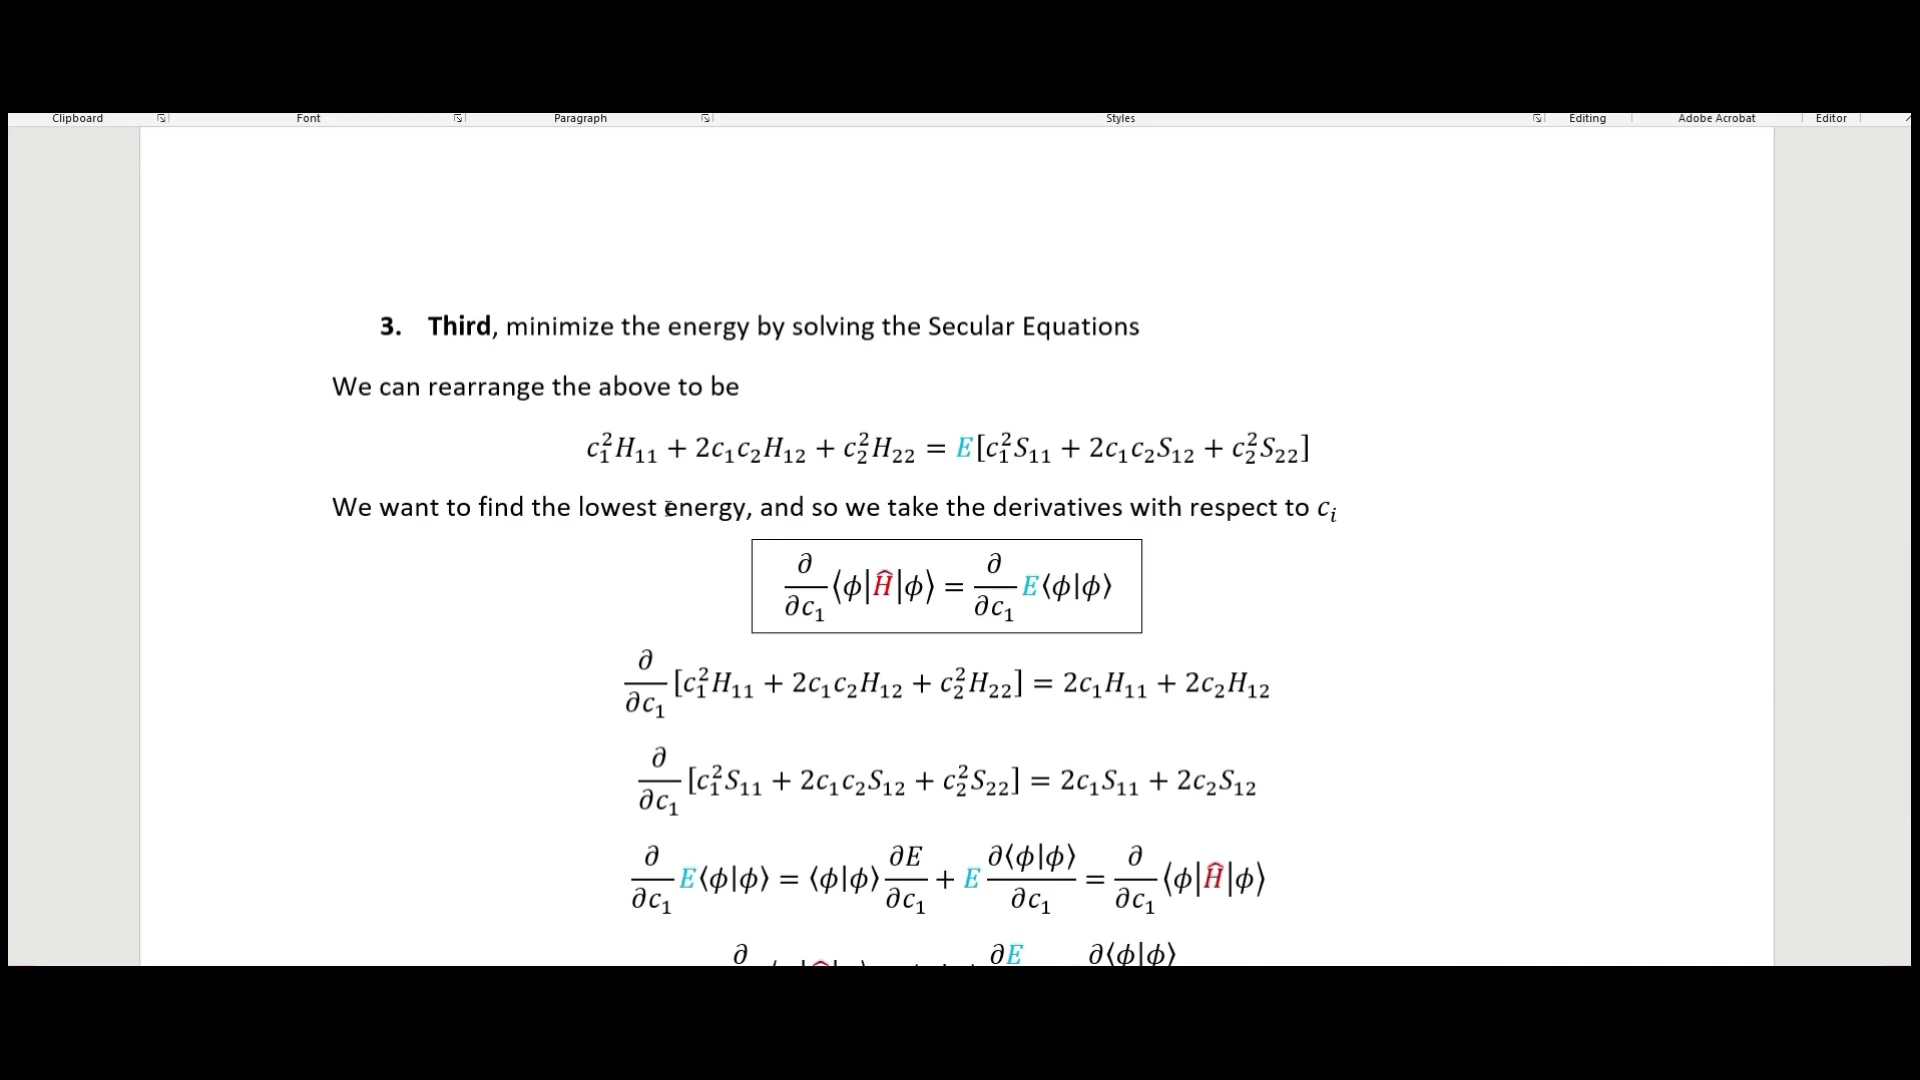 Clipboard Font Paragraph Styles Editing Adobe Acrobat Editor
3. Third, minimize the energy by solving the Secular Equations
We can rearrange the above to be
c₁²H₁₁ + 2c₁c₂H₁₂ + c₂²H₂₂ = E[c₁²S₁₁ + 2c₁c₂S₁₂ + c₂²S₂₂]
We want to find the lowest energy, and so we take the derivatives with respect to cᵢ
∂/∂c₁ ⟨ϕ|Ĥ|ϕ⟩ = ∂/∂c₁ E⟨ϕ|ϕ⟩
∂/∂c₁ [c₁²H₁₁ + 2c₁c₂H₁₂ + c₂²H₂₂] = 2c₁H₁₁ + 2c₂H₁₂
∂/∂c₁ [c₁²S₁₁ + 2c₁c₂S₁₂ + c₂²S₂₂] = 2c₁S₁₁ + 2c₂S₁₂
∂/∂c₁ E⟨ϕ|ϕ⟩ = ⟨ϕ|ϕ⟩ ∂E/∂c₁ + E ∂⟨ϕ|ϕ⟩/∂c₁ = ∂/∂c₁ ⟨ϕ|Ĥ|ϕ⟩
∂ ∂E ∂⟨ϕ|ϕ⟩